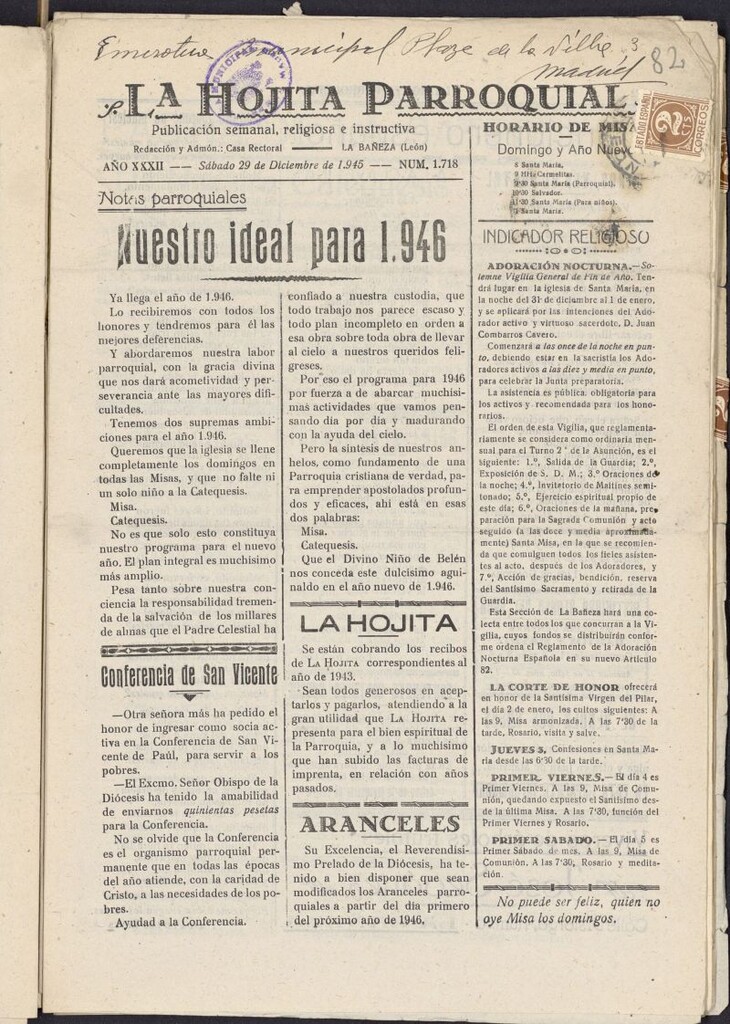 Plaza de la Villa 3
Madrid
82
LA HOJITA PARROQUIAL
Publicación semanal, religiosa e instructiva
Redacción y Admón.: Casa Rectoral —— LA BAÑEZA (León)
AÑO XXXII —— Sábado 29 de Diciembre de 1.945 —— NUM. 1.718
2 Cts
CORREOS
ESTADO ESPAÑOL
Notas parroquiales
Nuestro ideal para 1.946
Ya llega el año de 1.946.
Lo recibiremos con todos los
honores y tendremos para él las
mejores deferencias.
Y abordaremos nuestra labor
parroquial, con la gracia divina
que nos dará acometividad y per-
severancia ante las mayores difi-
cultades.
Tenemos dos supremas ambi-
ciones para el año 1.946.
Queremos que la iglesia se llene
completamente los domingos en
todas las Misas, y que no falte ni
un solo niño a la Catequesis.
Misa.
Catequesis.
No es que solo esto constituya
nuestro programa para el nuevo
año. El plan integral es muchísimo
más amplio.
Pesa tanto sobre nuestra con-
ciencia la responsabilidad tremen-
da de la salvación de los millares
de almas que el Padre Celestial ha
confiado a nuestra custodia, que
todo trabajo nos parece escaso y
todo plan incompleto en orden a
esa obra sobre toda obra de llevar
al cielo a nuestros queridos feli-
greses.
Por eso el programa para 1946
por fuerza a de abarcar muchísi-
mas actividades que vamos pen-
sando día por día y madurando
con la ayuda del cielo.
Pero la síntesis de nuestros an-
helos, como fundamento de una
Parroquia cristiana de verdad, pa-
ra emprender apostolados profun-
dos y eficaces, ahí está en esas
dos palabras:
Misa.
Catequesis.
Que el Divino Niño de Belén
nos conceda este dulcísimo agui-
naldo en el año nuevo de 1.946.
Conferencia de San Vicente
—Otra señora más ha pedido el
honor de ingresar como socia ac-
tiva en la Conferencia de San Vi-
cente de Paúl, para servir a los
pobres.
—El Excmo. Señor Obispo de la
Diócesis ha tenido la amabilidad
de enviarnos quinientas pesetas
para la Conferencia.
No se olvide que la Conferencia
es el organismo parroquial per-
manente que en todas las épocas
del año atiende, con la caridad de
Cristo, a las necesidades de los po-
bres.
Ayudad a la Conferencia.
LA HOJITA
Se están cobrando los recibos
de LA HOJITA correspondientes al
año de 1943.
Sean todos generosos en acep-
tarlos y pagarlos, atendiendo a la
gran utilidad que LA HOJITA re-
presenta para el bien espiritual de
la Parroquia, y a lo muchísimo
que han subido las facturas de
imprenta, en relación con años
pasados.
ARANCELES
Su Excelencia, el Reverendísi-
mo Prelado de la Diócesis, ha te-
nido a bien disponer que sean
modificados los Aranceles parro-
quiales a partir del día primero
del próximo año de 1946.
HORARIO DE MISA
Domingo y Año Nuevo
8 Santa María.
9 HH. Carmelitas.
9'30 Santa María (Parroquial).
10'30 Salvador.
11'30 Santa María (Para niños).
Santa María.
INDICADOR RELIGIOSO
ADORACIÓN NOCTURNA.—So-
lemne Vigilia General de Fin de Año. Ten-
drá lugar en la iglesia de Santa María, en
la noche del 31 de diciembre al 1 de enero,
y se aplicará por las intenciones del Ado-
rador activo y virtuoso sacerdote, D. Juan
Combarros Cavero.
Comenzará a las once de la noche en pun-
to, debiendo estar en la sacristía los Ado-
radores activos a las diez y media en punto,
para celebrar la Junta preparatoria.
La asistencia es pública: obligatoria para
los activos y recomendada para los hono-
rarios.
El orden de esta Vigilia, que reglamenta-
riamente se considera como ordinaria men-
sual para el Turno 2º de la Asunción, es el
siguiente: 1.º, Salida de la Guardia; 2.º,
Exposición de S. D. M.; 3.º Oraciones de
la noche; 4.º, Invitatorio de Maitines semi-
tonado; 5.º, Ejercicio espiritual propio de
este día; 6.º, Oraciones de la mañana, pre-
paración para la Sagrada Comunión y acto
seguido (a las doce y media aproximada-
mente) Santa Misa, en la que se recomien-
da que comulguen todos los fieles asisten-
tes al acto, después de los Adoradores, y
7.º, Acción de gracias, bendición, reserva
del Santísimo Sacramento y retirada de la
Guardia.
Esta Sección de La Bañeza hará una co-
lecta entre todos los que concurran a la Vi-
gilia, cuyos fondos se distribuirán confor-
me ordena el Reglamento de la Adoración
Nocturna Española en su nuevo Artículo
82.
LA CORTE DE HONOR ofrecerá
en honor de la Santísima Virgen del Pilar,
el día 2 de enero, los cultos siguientes: A
las 9, Misa armonizada. A las 7'30 de la
tarde, Rosario, visita y salve.
JUEVES 3, Confesiones en Santa Ma-
ría desde las 6'30 de la tarde.
PRIMER VIERNES.—El día 4 es
Primer Viernes. A las 9, Misa de Comu-
nión, quedando expuesto el Santísimo des-
de la última Misa. A las 7'30, función del
Primer Viernes y Rosario.
PRIMER SABADO.—El día 5 es
Primer Sábado de mes. A las 9, Misa de
Comunión. A las 7'30, Rosario y medita-
ción.
No puede ser feliz, quien no
oye Misa los domingos.